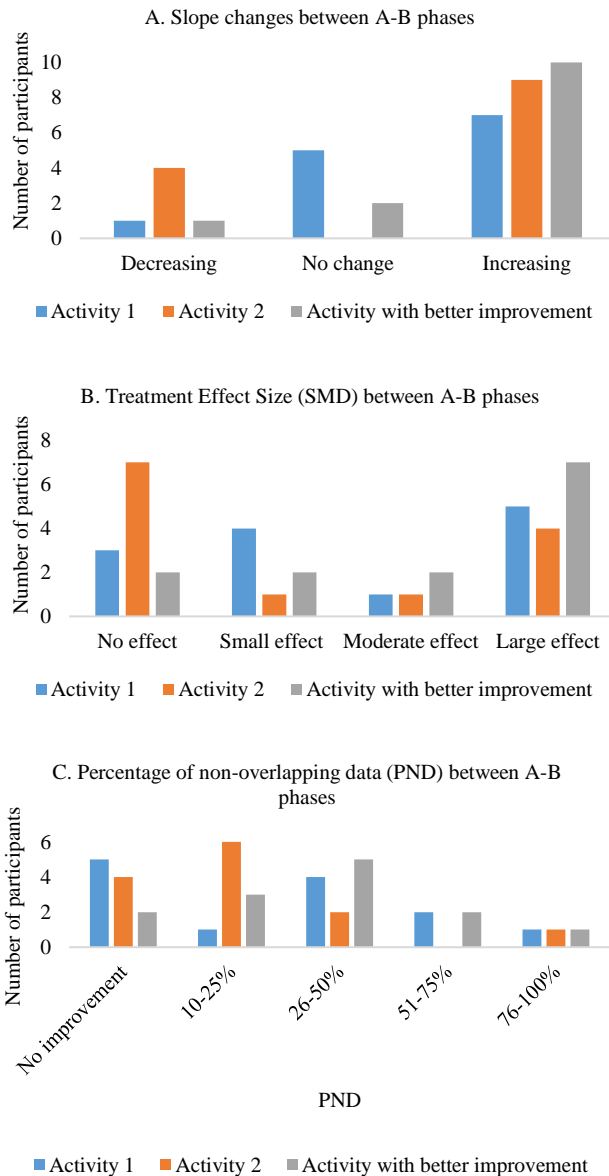 A. Slope changes between A-B phases
Number of participants
10
8
6
4
2
0
Decreasing No change Increasing
Activity 1 Activity 2 Activity with better improvement
B. Treatment Effect Size (SMD) between A-B phases
Number of participants
8
6
4
2
0
No effect Small effect Moderate effect Large effect
Activity 1 Activity 2 Activity with better improvement
C. Percentage of non-overlapping data (PND) between A-B
phases
Number of participants
6
4
2
0
No improvement 10-25% 26-50% 51-75% 76-100%
PND
Activity 1 Activity 2 Activity with better improvement